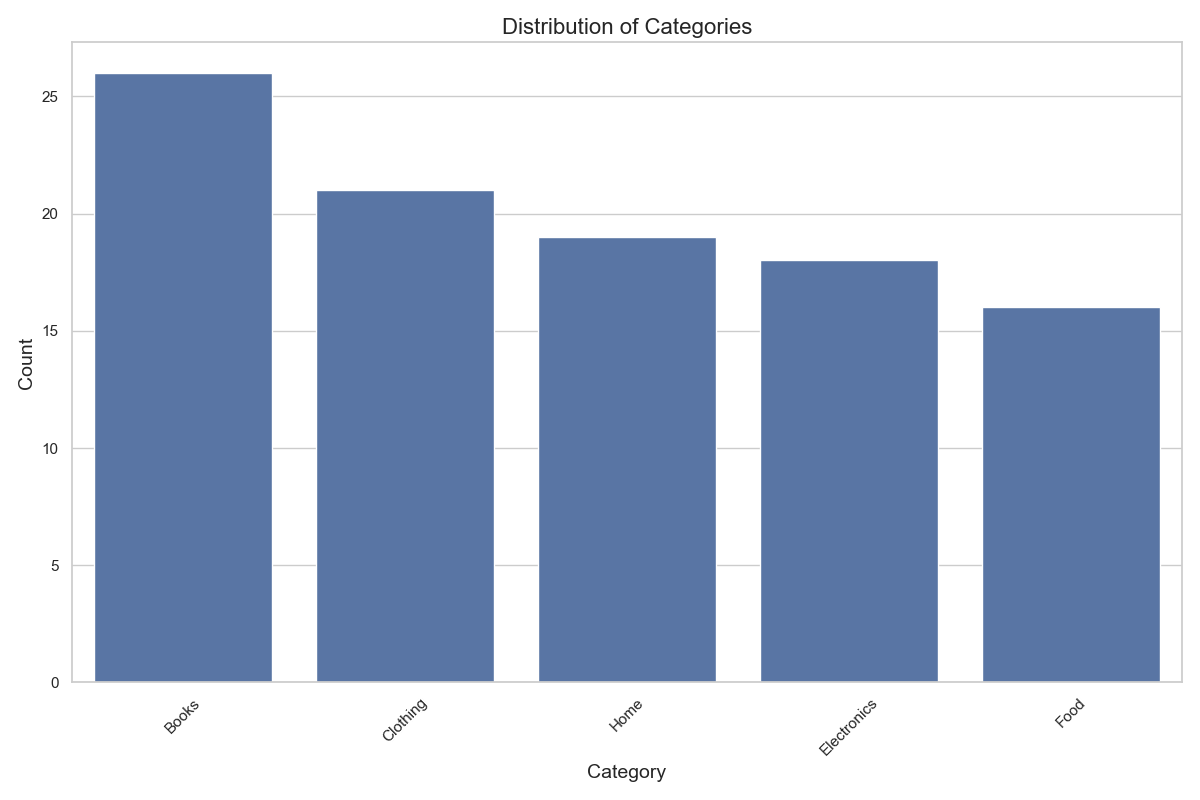 Distribution of Categories
Count
25
20
15
10
5
0
Books
Clothing
Home
Electronics
Food
Category